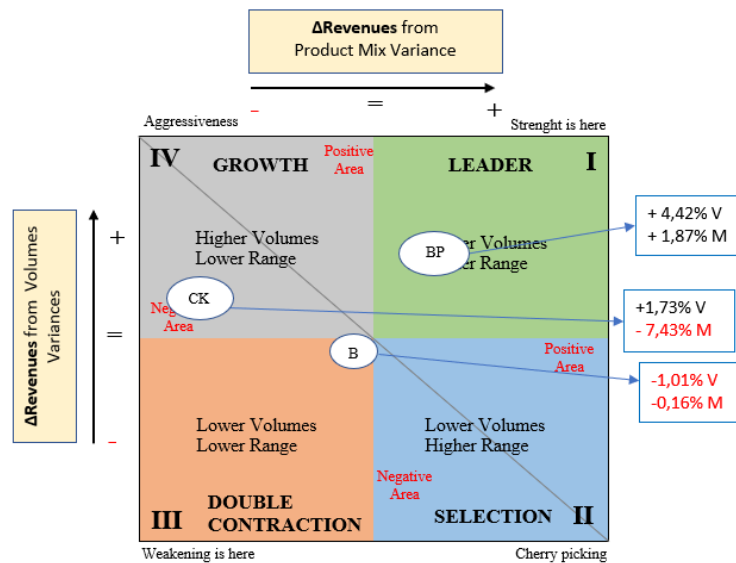 ΔRevenues from
Product Mix Variance
- = +
Aggressiveness
Strenght is here
IV
GROWTH
Positive
Area
LEADER
I
ΔRevenues from Volumes
Variances
+
=
-
Higher Volumes
Lower Range
BP
Volumes
Range
+ 4,42% V
+ 1,87% M
CK
Area
+1,73% V
- 7,43% M
B
Positive
Area
-1,01% V
-0,16% M
Lower Volumes
Lower Range
Lower Volumes
Higher Range
Negative
Area
III
DOUBLE
CONTRACTION
SELECTION
II
Weakening is here
Cherry picking